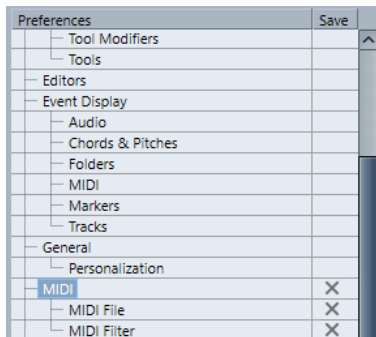 Preferences Save
Tool Modifiers
Tools
Editors
Event Display
Audio
Chords & Pitches
Folders
MIDI
Markers
Tracks
General
Personalization
MIDI
MIDI File
MIDI Filter